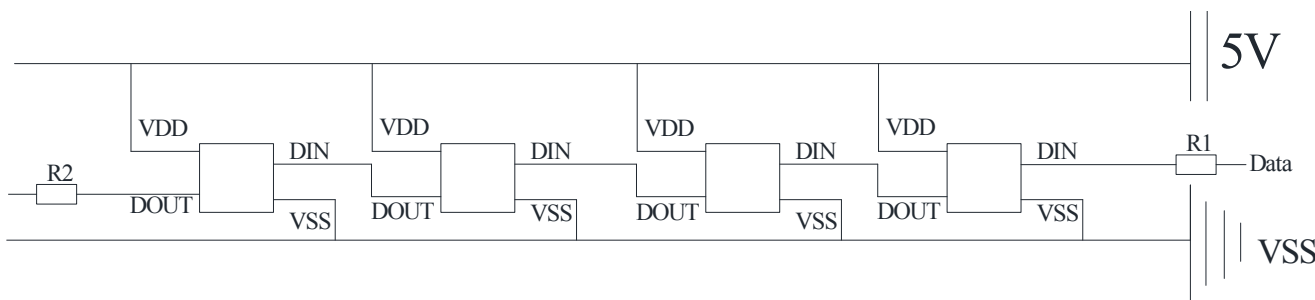 5V
VDD
VDD
VDD
VDD
R1
DIN
DIN
DIN
DIN
Data
R2
DOUT
DOUT
DOUT
DOUT
VSS
VSS
VSS
VSS
VSS